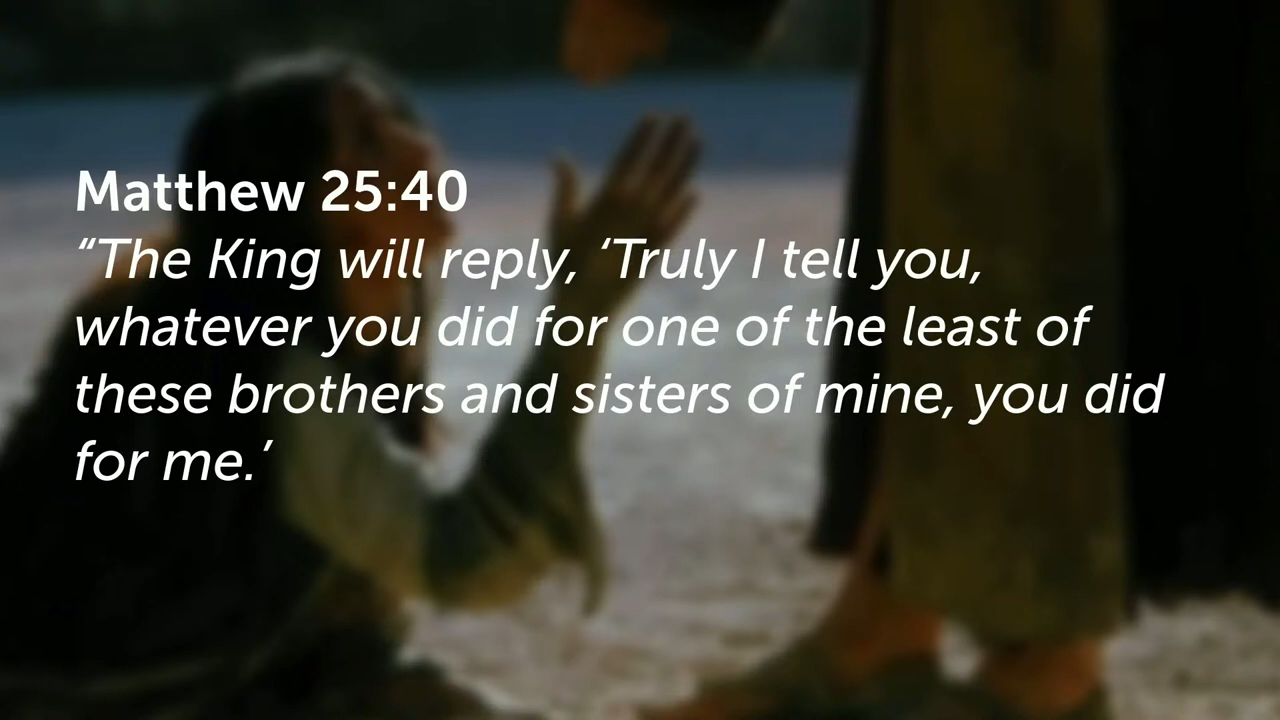 Matthew 25:40
“The King will reply, ‘Truly I tell you,
whatever you did for one of the least of
these brothers and sisters of mine, you did
for me.’